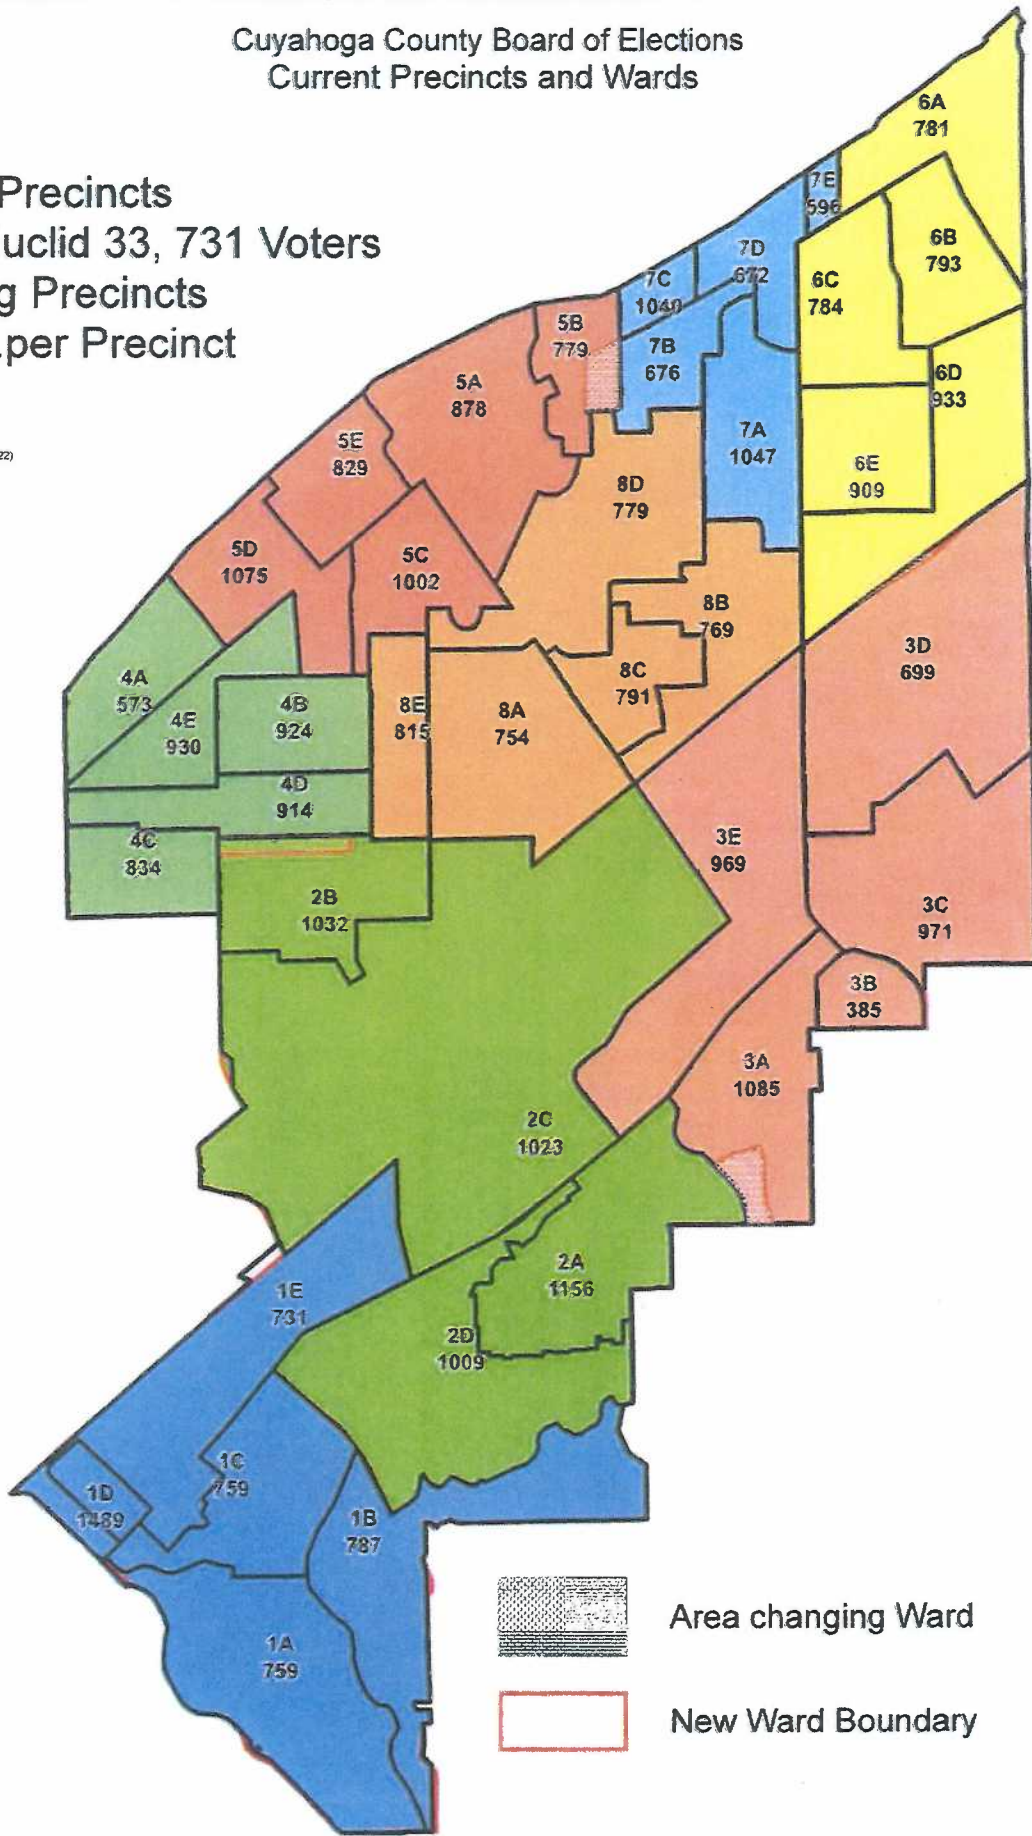 Cuyahoga County Board of Elections
Current Precincts and Wards
Precincts
uclid 33, 731 Voters
g Precincts
.per Precinct
22)
6A
781
7E
596
7D
672
6B
793
7C
1040
6C
784
5B
779
7B
676
6D
933
5A
878
7A
1047
5E
829
6E
909
8D
779
5D
1075
5C
1002
8B
769
3D
699
4A
573
8C
791
4E
930
4B
924
8E
815
8A
754
4D
914
4C
834
3E
969
2B
1032
3C
971
3B
385
3A
1085
2C
1023
2A
1156
1E
731
2D
1009
1C
759
1D
1489
1B
787
1A
759
Area changing Ward
New Ward Boundary